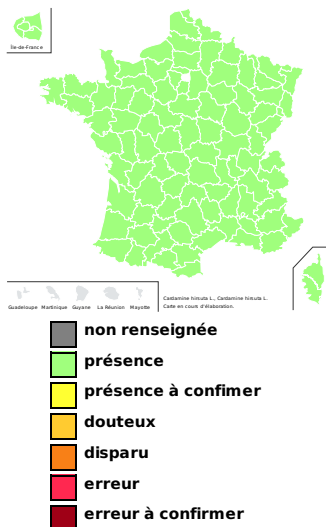 Île-de-France
Guadeloupe Martinique Guyane La Réunion Mayotte
Cardamine hirsuta L., Cardamine hirsuta L.
Carte en cours d'élaboration.
non renseignée
présence
présence à confimer
douteux
disparu
erreur
erreur à confirmer